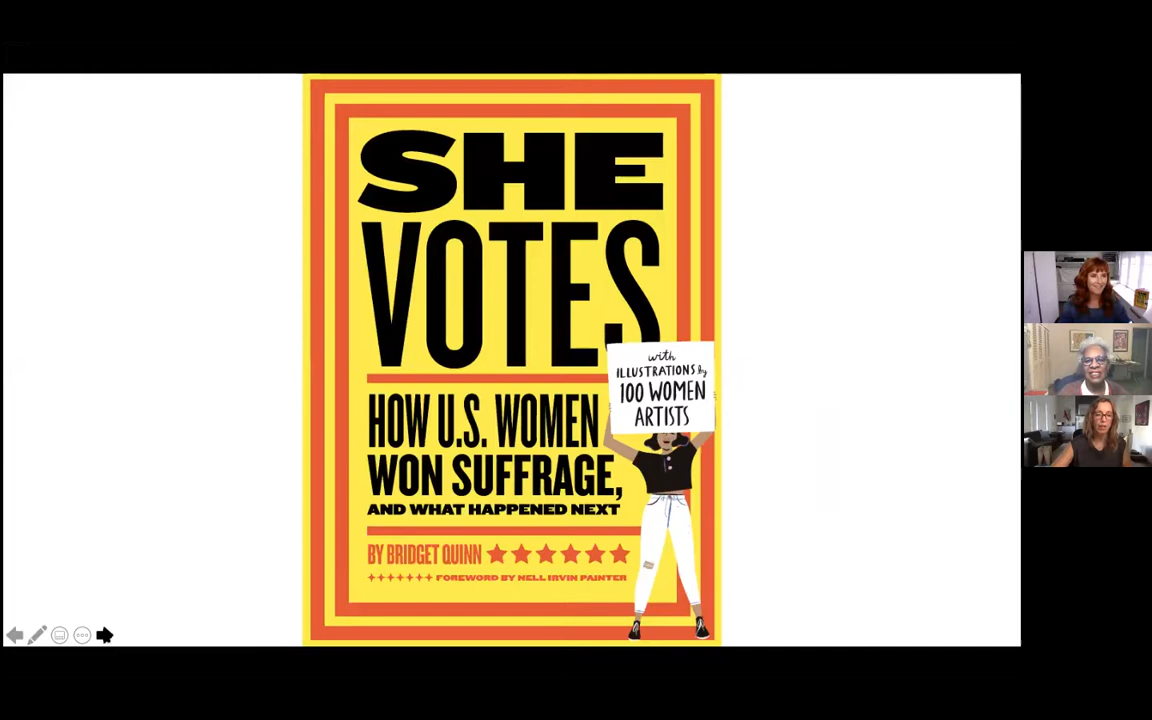 SHE
VOTES
with
ILLUSTRATIONS by
100 WOMEN
ARTISTS
HOW U.S. WOMEN
WON SUFFRAGE,
AND WHAT HAPPENED NEXT
BY BRIDGET QUINN
FOREWORD BY NELL IRVIN PAINTER